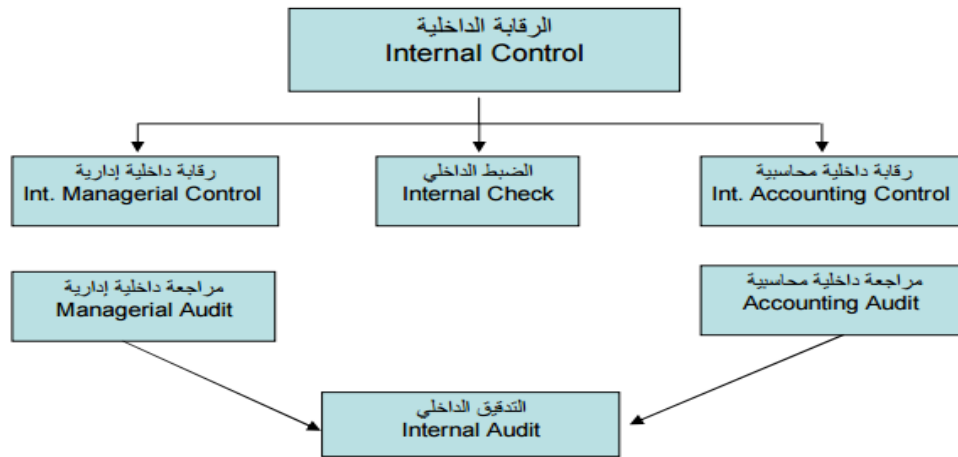 الرقابة الداخلية
Internal Control
رقابة داخلية إدارية
Int. Managerial Control
الضبط الداخلي
Internal Check
رقابة داخلية محاسبية
Int. Accounting Control
مراجعة داخلية إدارية
Managerial Audit
مراجعة داخلية محاسبية
Accounting Audit
التدقيق الداخلي
Internal Audit